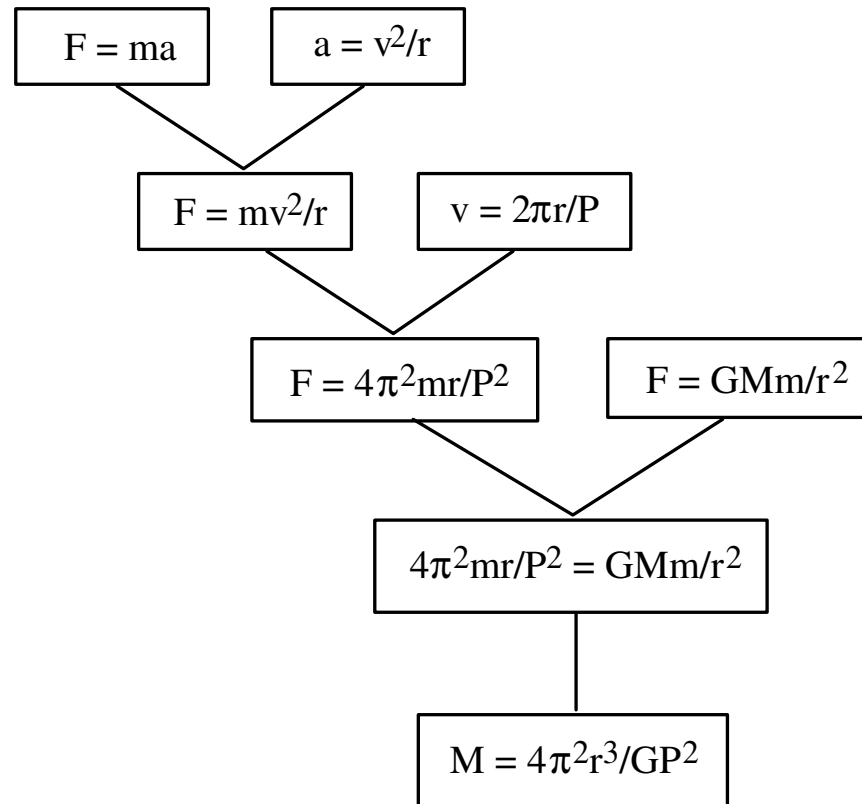 F = ma
a = v²/r
F = mv²/r
v = 2πr/P
F = 4π²mr/P²
F = GMm/r²
4π²mr/P² = GMm/r²
M = 4π²r³/GP²